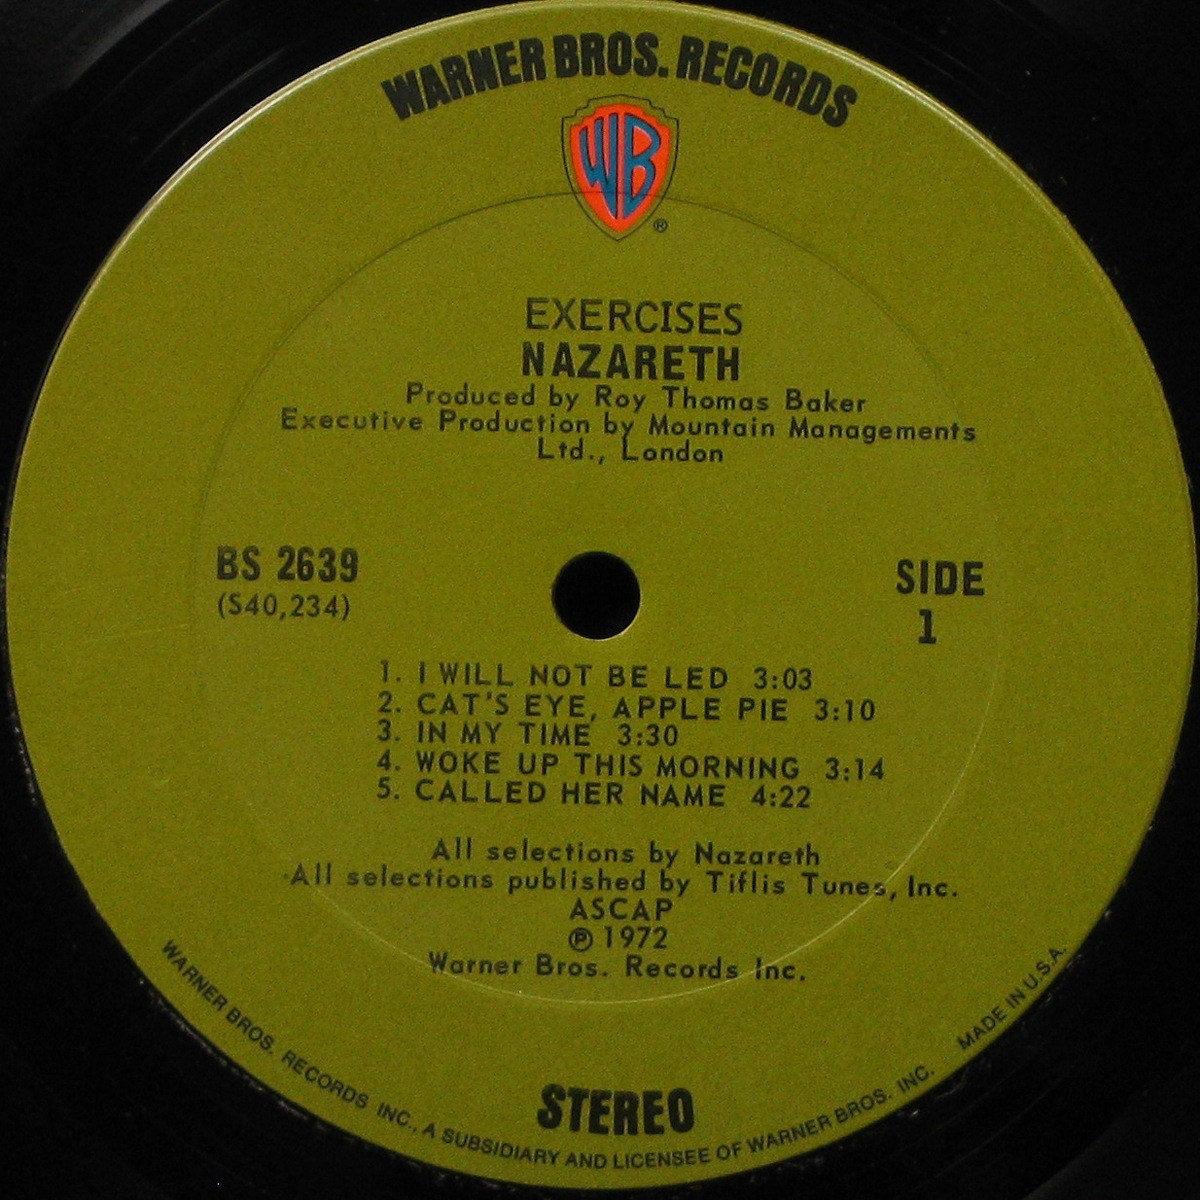 WARNER BROS. RECORDS
WB
®
EXERCISES
NAZARETH
Produced by Roy Thomas Baker
Executive Production by Mountain Managements
Ltd., London
BS 2639
(S40,234)
SIDE
1
1. I WILL NOT BE LED 3:03
2. CAT'S EYE, APPLE PIE 3:10
3. IN MY TIME 3:30
4. WOKE UP THIS MORNING 3:14
5. CALLED HER NAME 4:22
All selections by Nazareth
All selections published by Tiflis Tunes, Inc.
ASCAP
℗ 1972
Warner Bros. Records Inc.
STEREO
WARNER BROS. RECORDS INC., A SUBSIDIARY AND LICENSEE OF WARNER BROS. INC. MADE IN U.S.A.